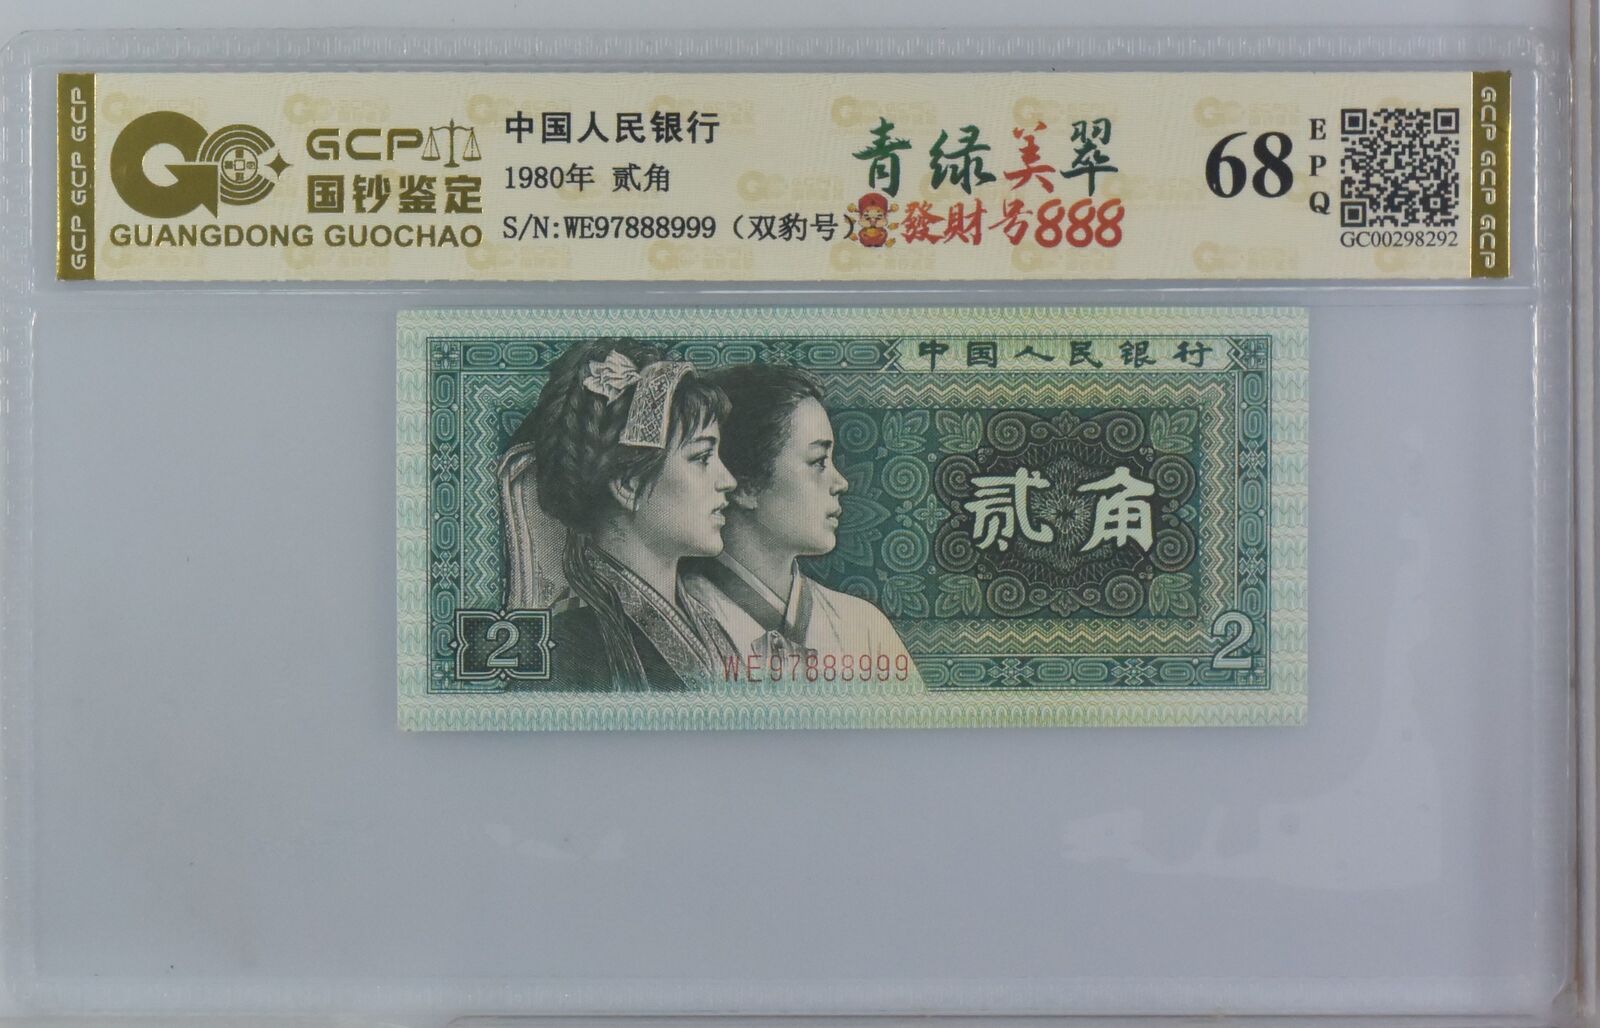 GCP GCP GCP
GCP
国钞鉴定
GUANGDONG GUOCHAO
中国人民银行
1980年 贰角
S/N:WE97888999（双豹号）
青绿美翠
發財号888
68
EPQ
GC00298292
GCP GCP GCP
中国人民银行
贰角
2
2
WE97888999